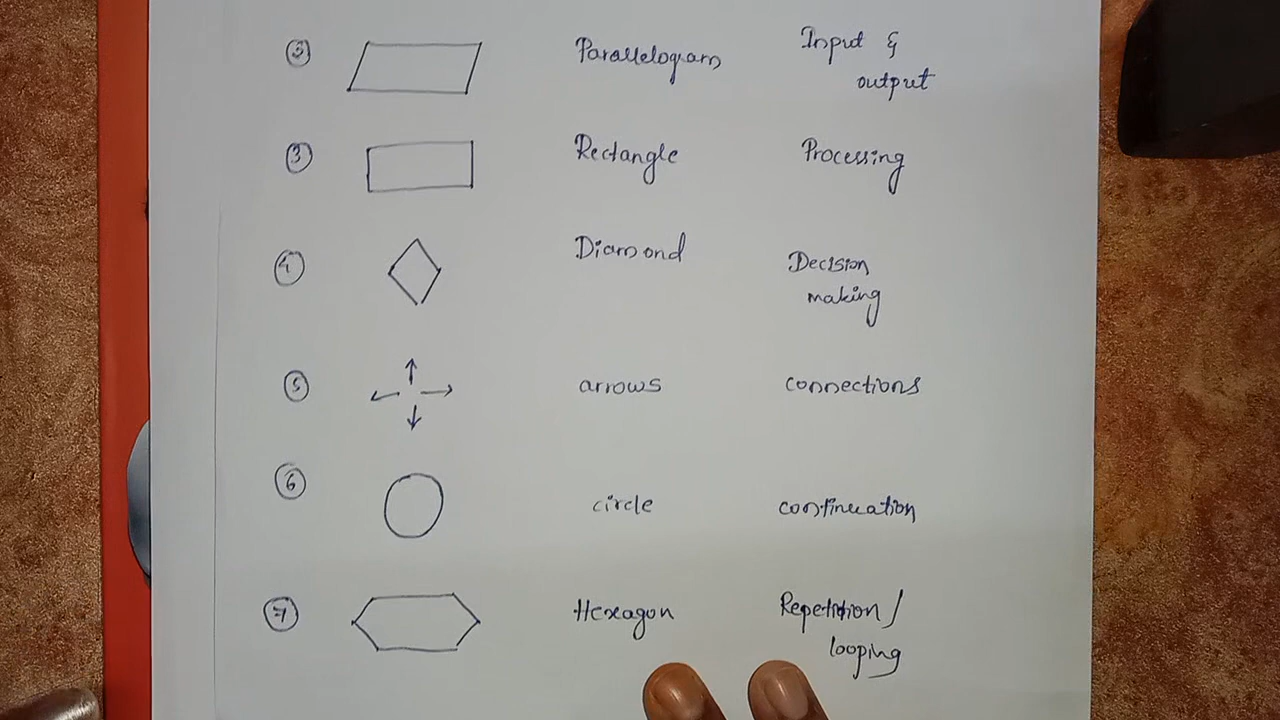 2 Parallelogram Input &
output
3 Rectangle Processing
4 Diamond Decision
making
5 arrows connections
6 circle continuation
7 Hexagon Repetition /
looping